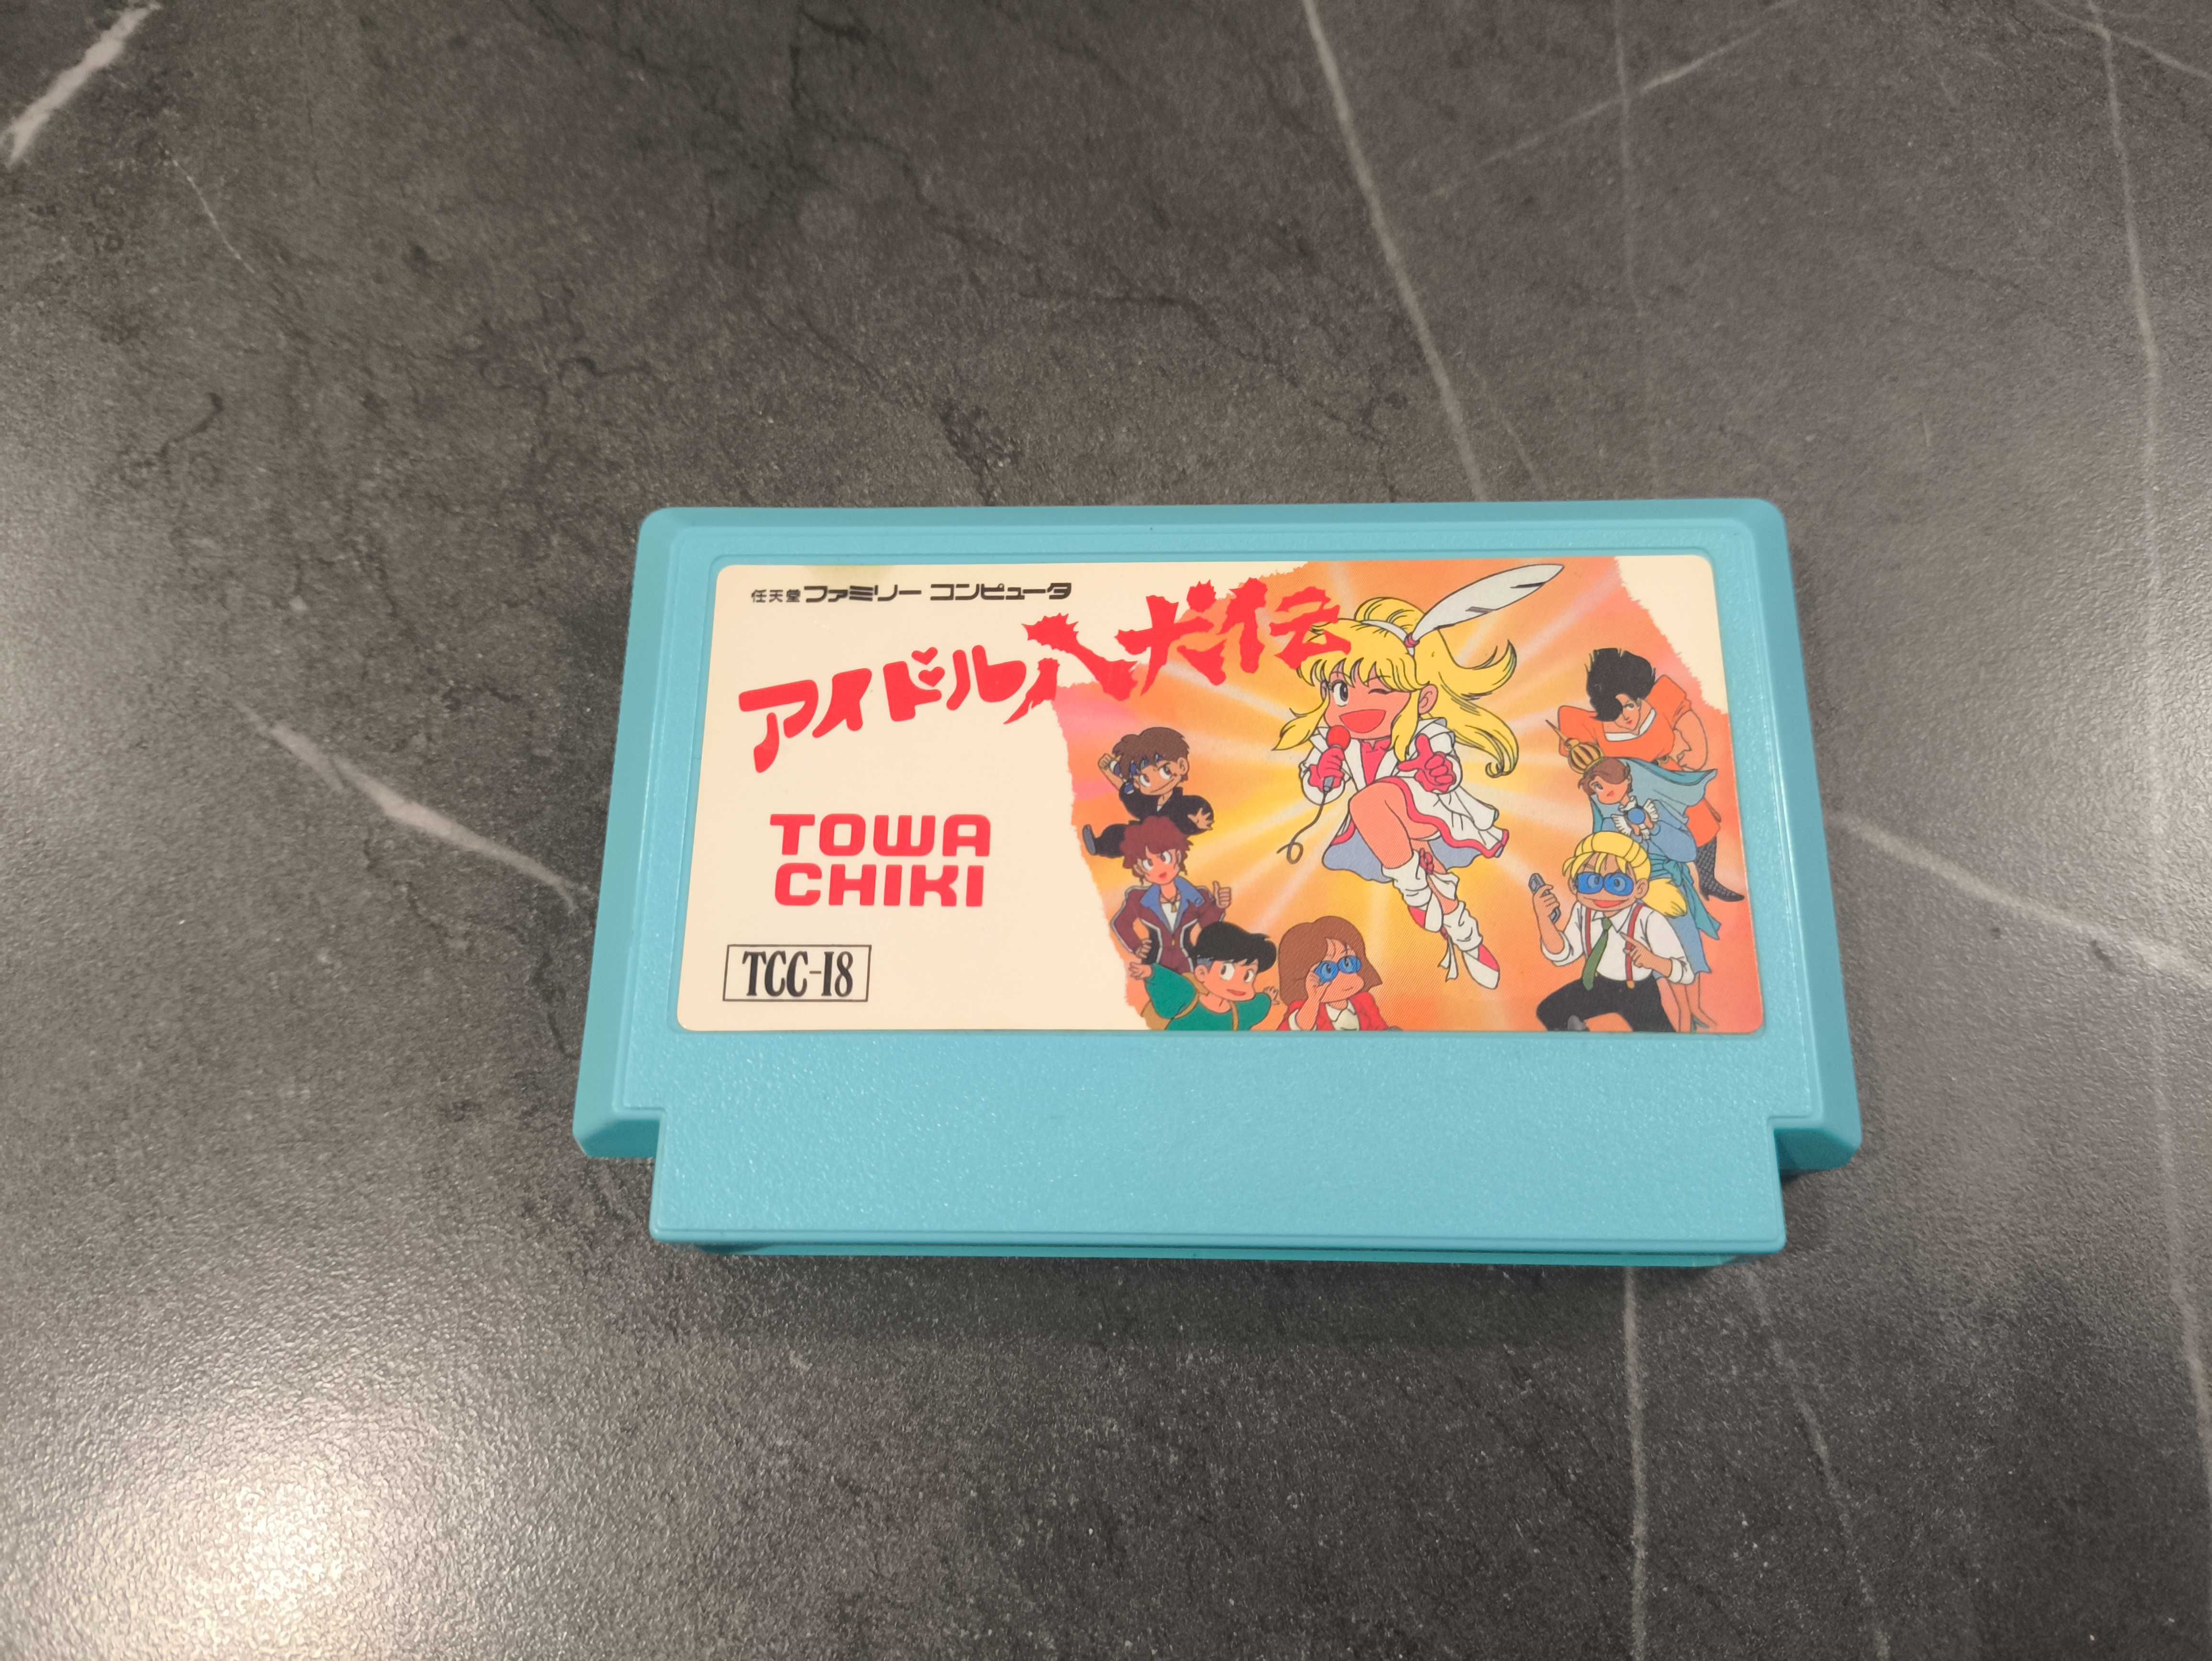 任天堂ファミリー コンピュータ
アイドル八犬伝
TOWA
CHIKI
TCC-I8